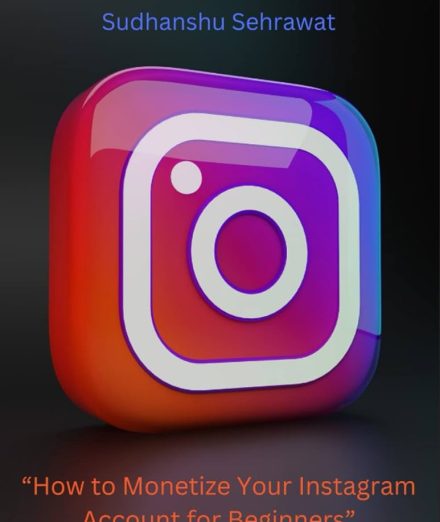 Sudhanshu Sehrawat
“How to Monetize Your Instagram
Account for Beginners”